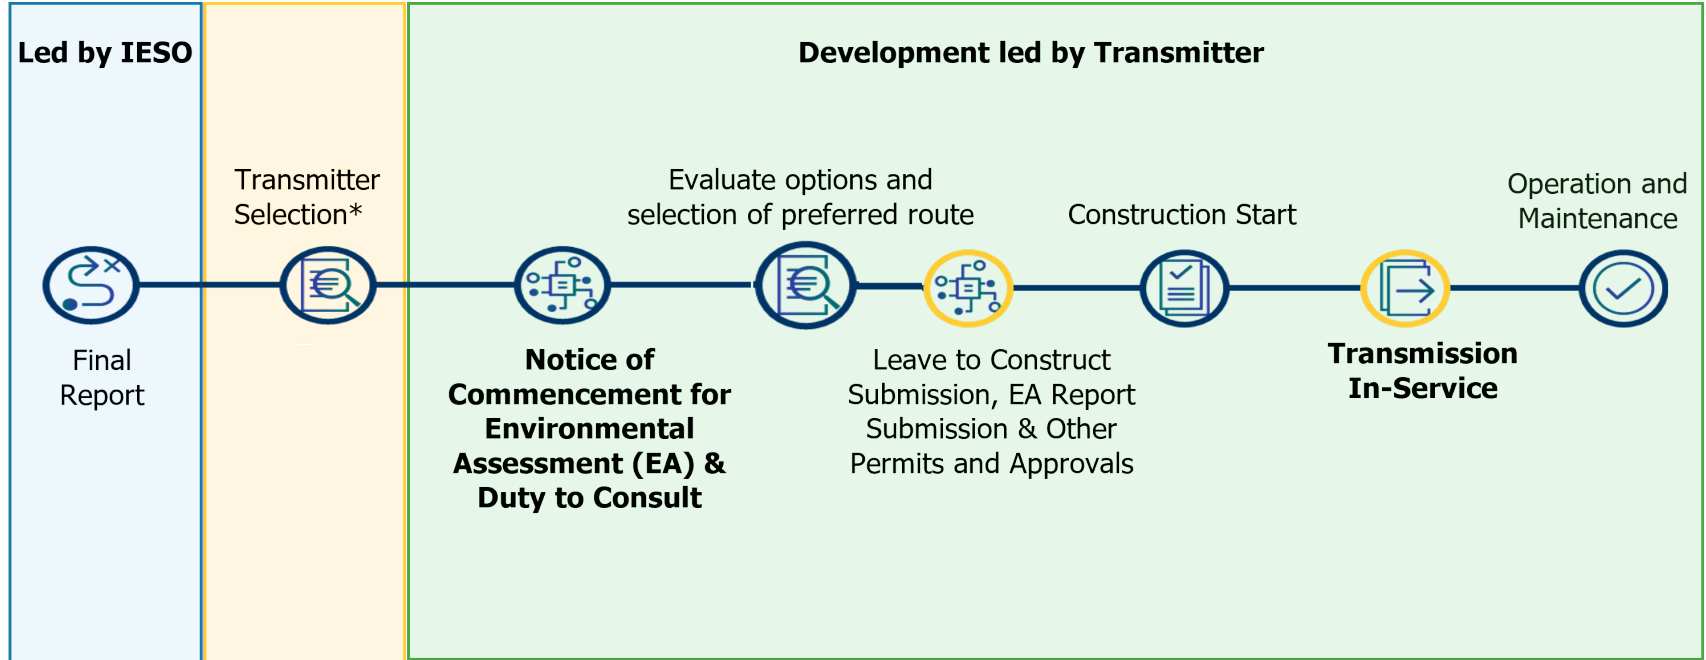 Led by IESO
Development led by Transmitter
Transmitter
Selection*
Evaluate options and
selection of preferred route
Construction Start
Operation and
Maintenance
Final
Report
Notice of
Commencement for
Environmental
Assessment (EA) &
Duty to Consult
Leave to Construct
Submission, EA Report
Submission & Other
Permits and Approvals
Transmission
In-Service